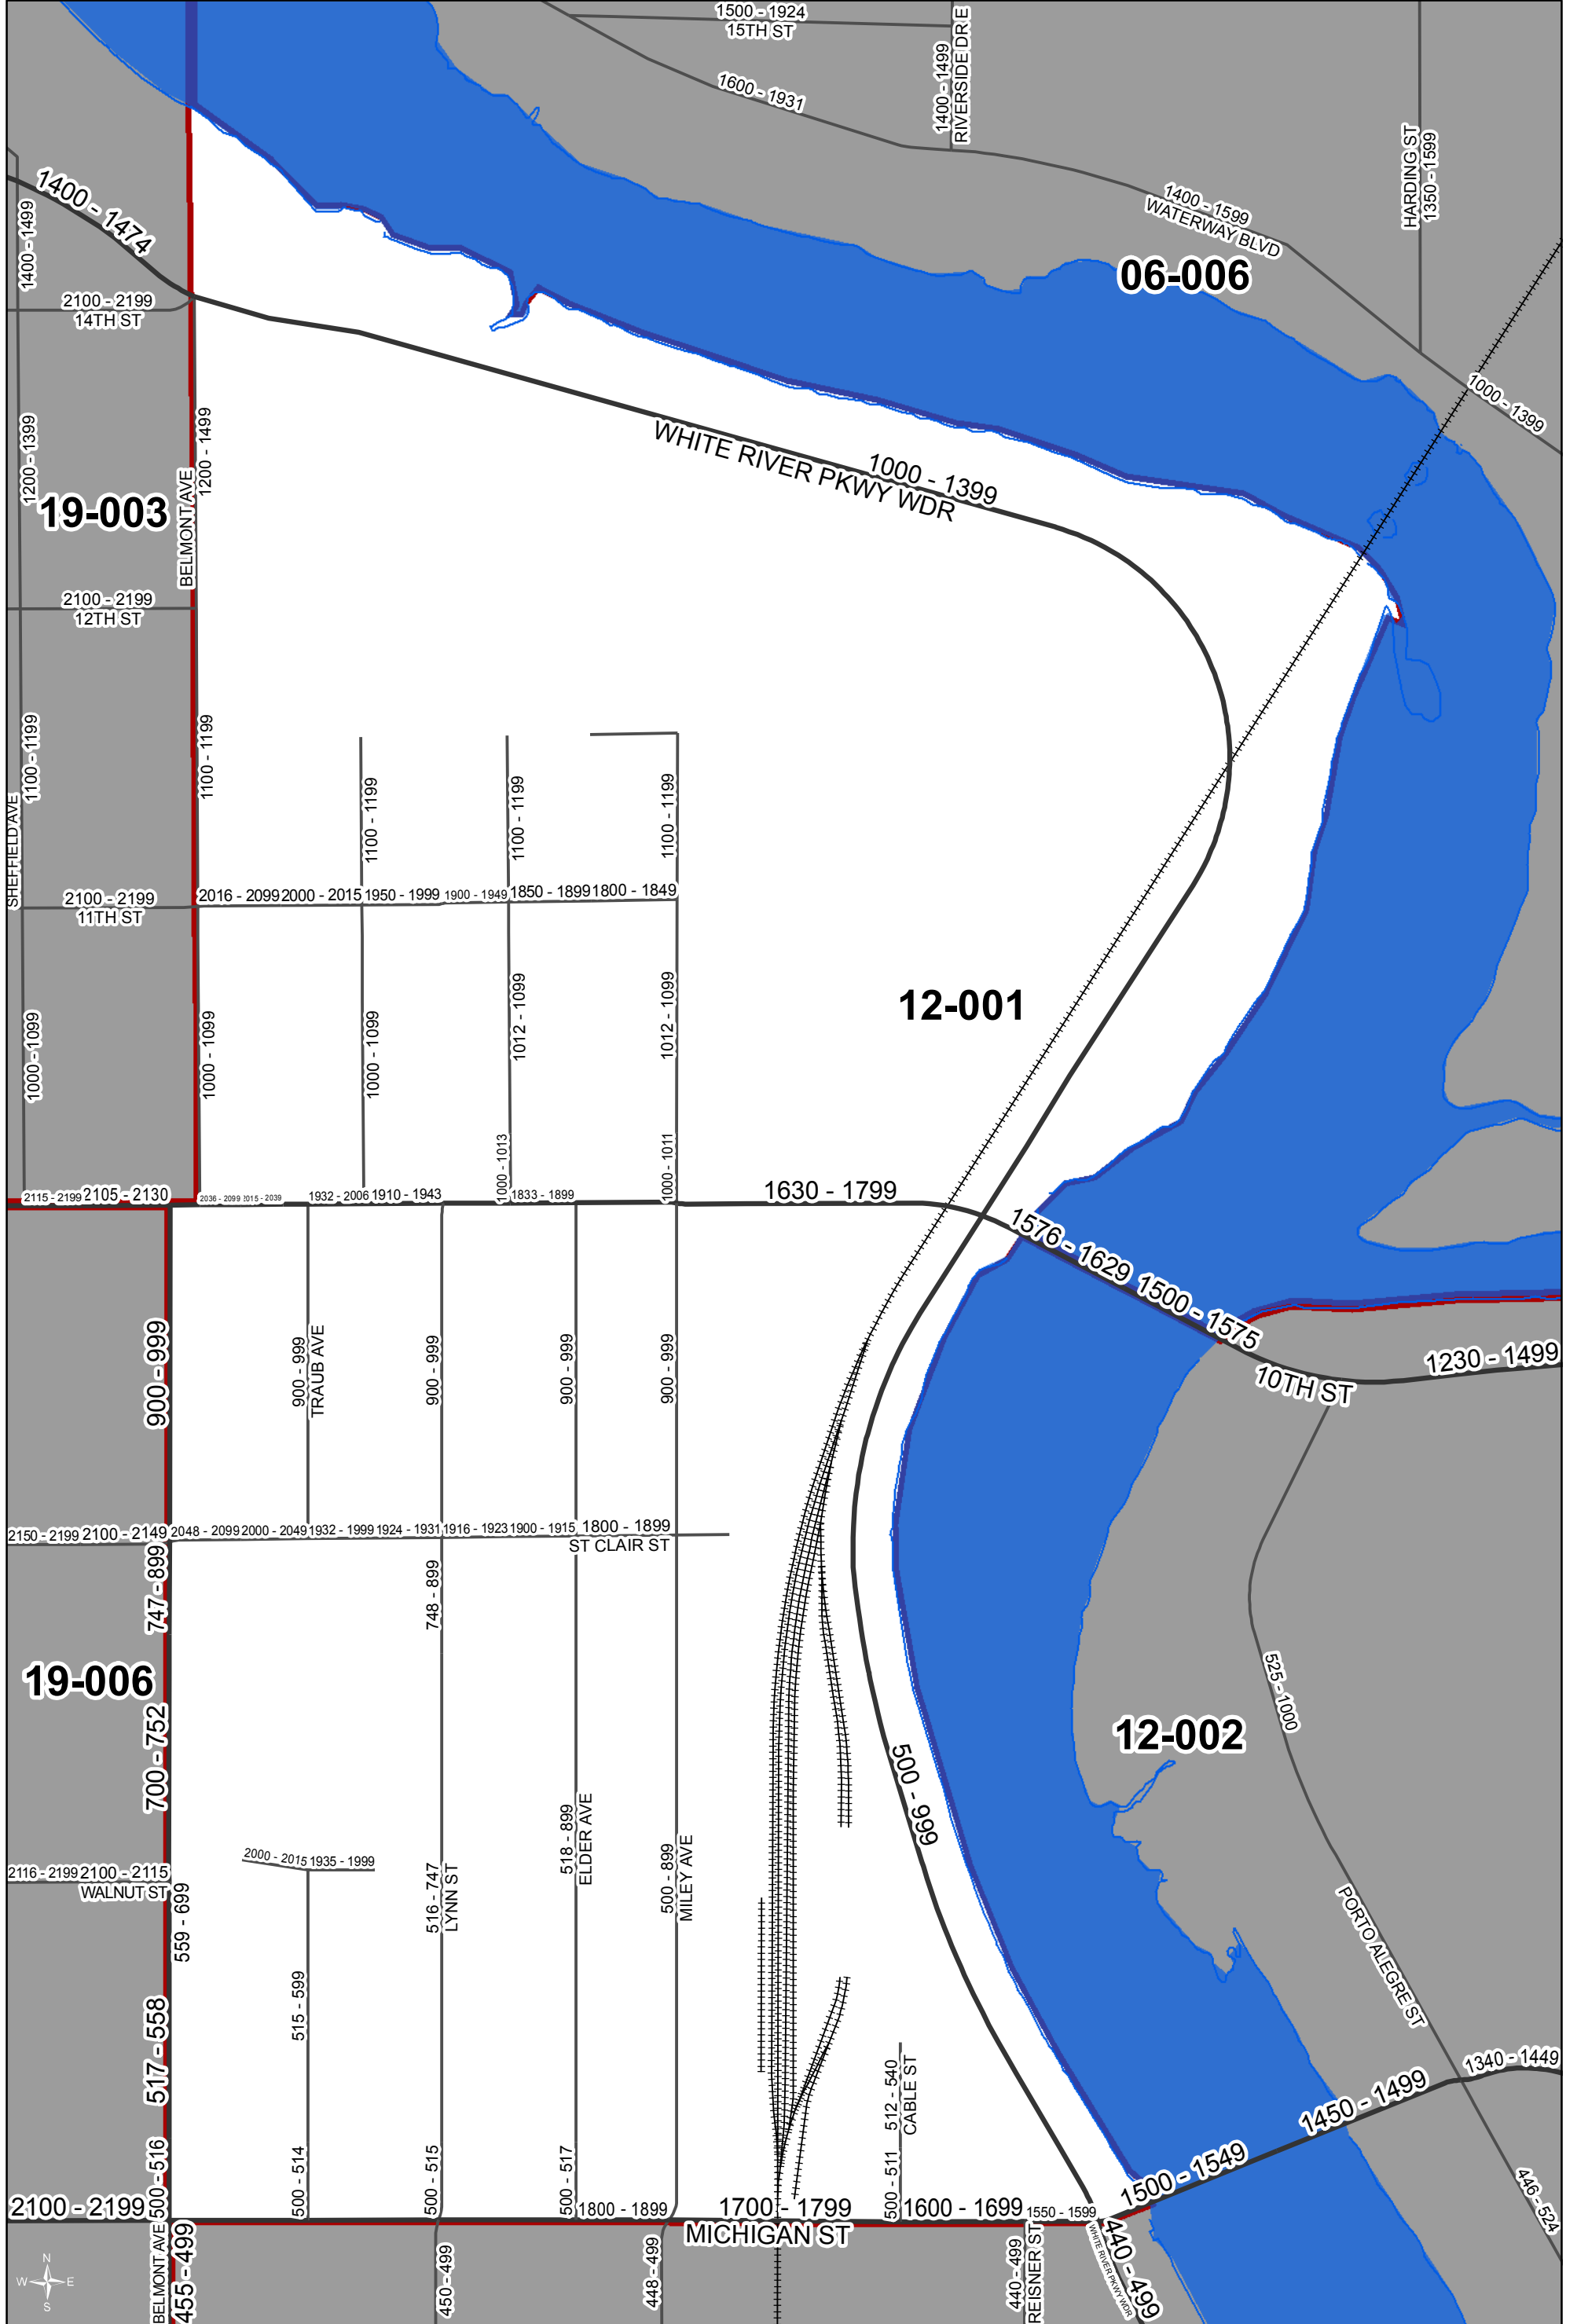 1500 - 1924
15TH ST
1400 - 1499
RIVERSIDE DR E
1600 - 1931
HARDING ST
1350 - 1599
1400 - 1599
WATERWAY BLVD
06-006
1000 - 1399
1400 - 1474
1400 - 1499
2100 - 2199
14TH ST
1200 - 1399
1200 - 1499
BELMONT AVE
19-003
WHITE RIVER PKWY WDR
1000 - 1399
2100 - 2199
12TH ST
1100 - 1199
SHEFFIELD AVE
1100 - 1199
1100 - 1199
1100 - 1199
1100 - 1199
2100 - 2199
11TH ST
2016 - 2099
2000 - 2015
1950 - 1999
1900 - 1949
1850 - 1899
1800 - 1849
12-001
1000 - 1099
1000 - 1099
1000 - 1099
1012 - 1099
1012 - 1099
1000 - 1013
1000 - 1011
2115 - 2199
2105 - 2130
2036 - 2099
2015 - 2039
1932 - 2006
1910 - 1943
1833 - 1899
1630 - 1799
1576 - 1629
1500 - 1575
10TH ST
1230 - 1499
900 - 999
900 - 999
TRAUB AVE
900 - 999
900 - 999
900 - 999
2150 - 2199
2100 - 2149
2048 - 2099
2000 - 2049
1932 - 1999
1924 - 1931
1916 - 1923
1900 - 1915
1800 - 1899
ST CLAIR ST
747 - 899
748 - 899
19-006
700 - 752
12-002
525 - 1000
500 - 999
2116 - 2199
2100 - 2115
WALNUT ST
2000 - 2015
1935 - 1999
559 - 699
516 - 747
LYNN ST
518 - 899
ELDER AVE
500 - 899
MILEY AVE
PORTO ALEGRE ST
515 - 599
517 - 558
512 - 540
CABLE ST
1340 - 1449
1450 - 1499
1500 - 1549
446 - 524
500 - 516
500 - 514
500 - 515
500 - 517
500 - 511
2100 - 2199
1800 - 1899
1700 - 1799
MICHIGAN ST
1600 - 1699
1550 - 1599
BELMONT AVE
455 - 499
450 - 499
448 - 499
440 - 499
REISNER ST
WHITE RIVER PKWY WDR
440 - 499
N
W
E
S